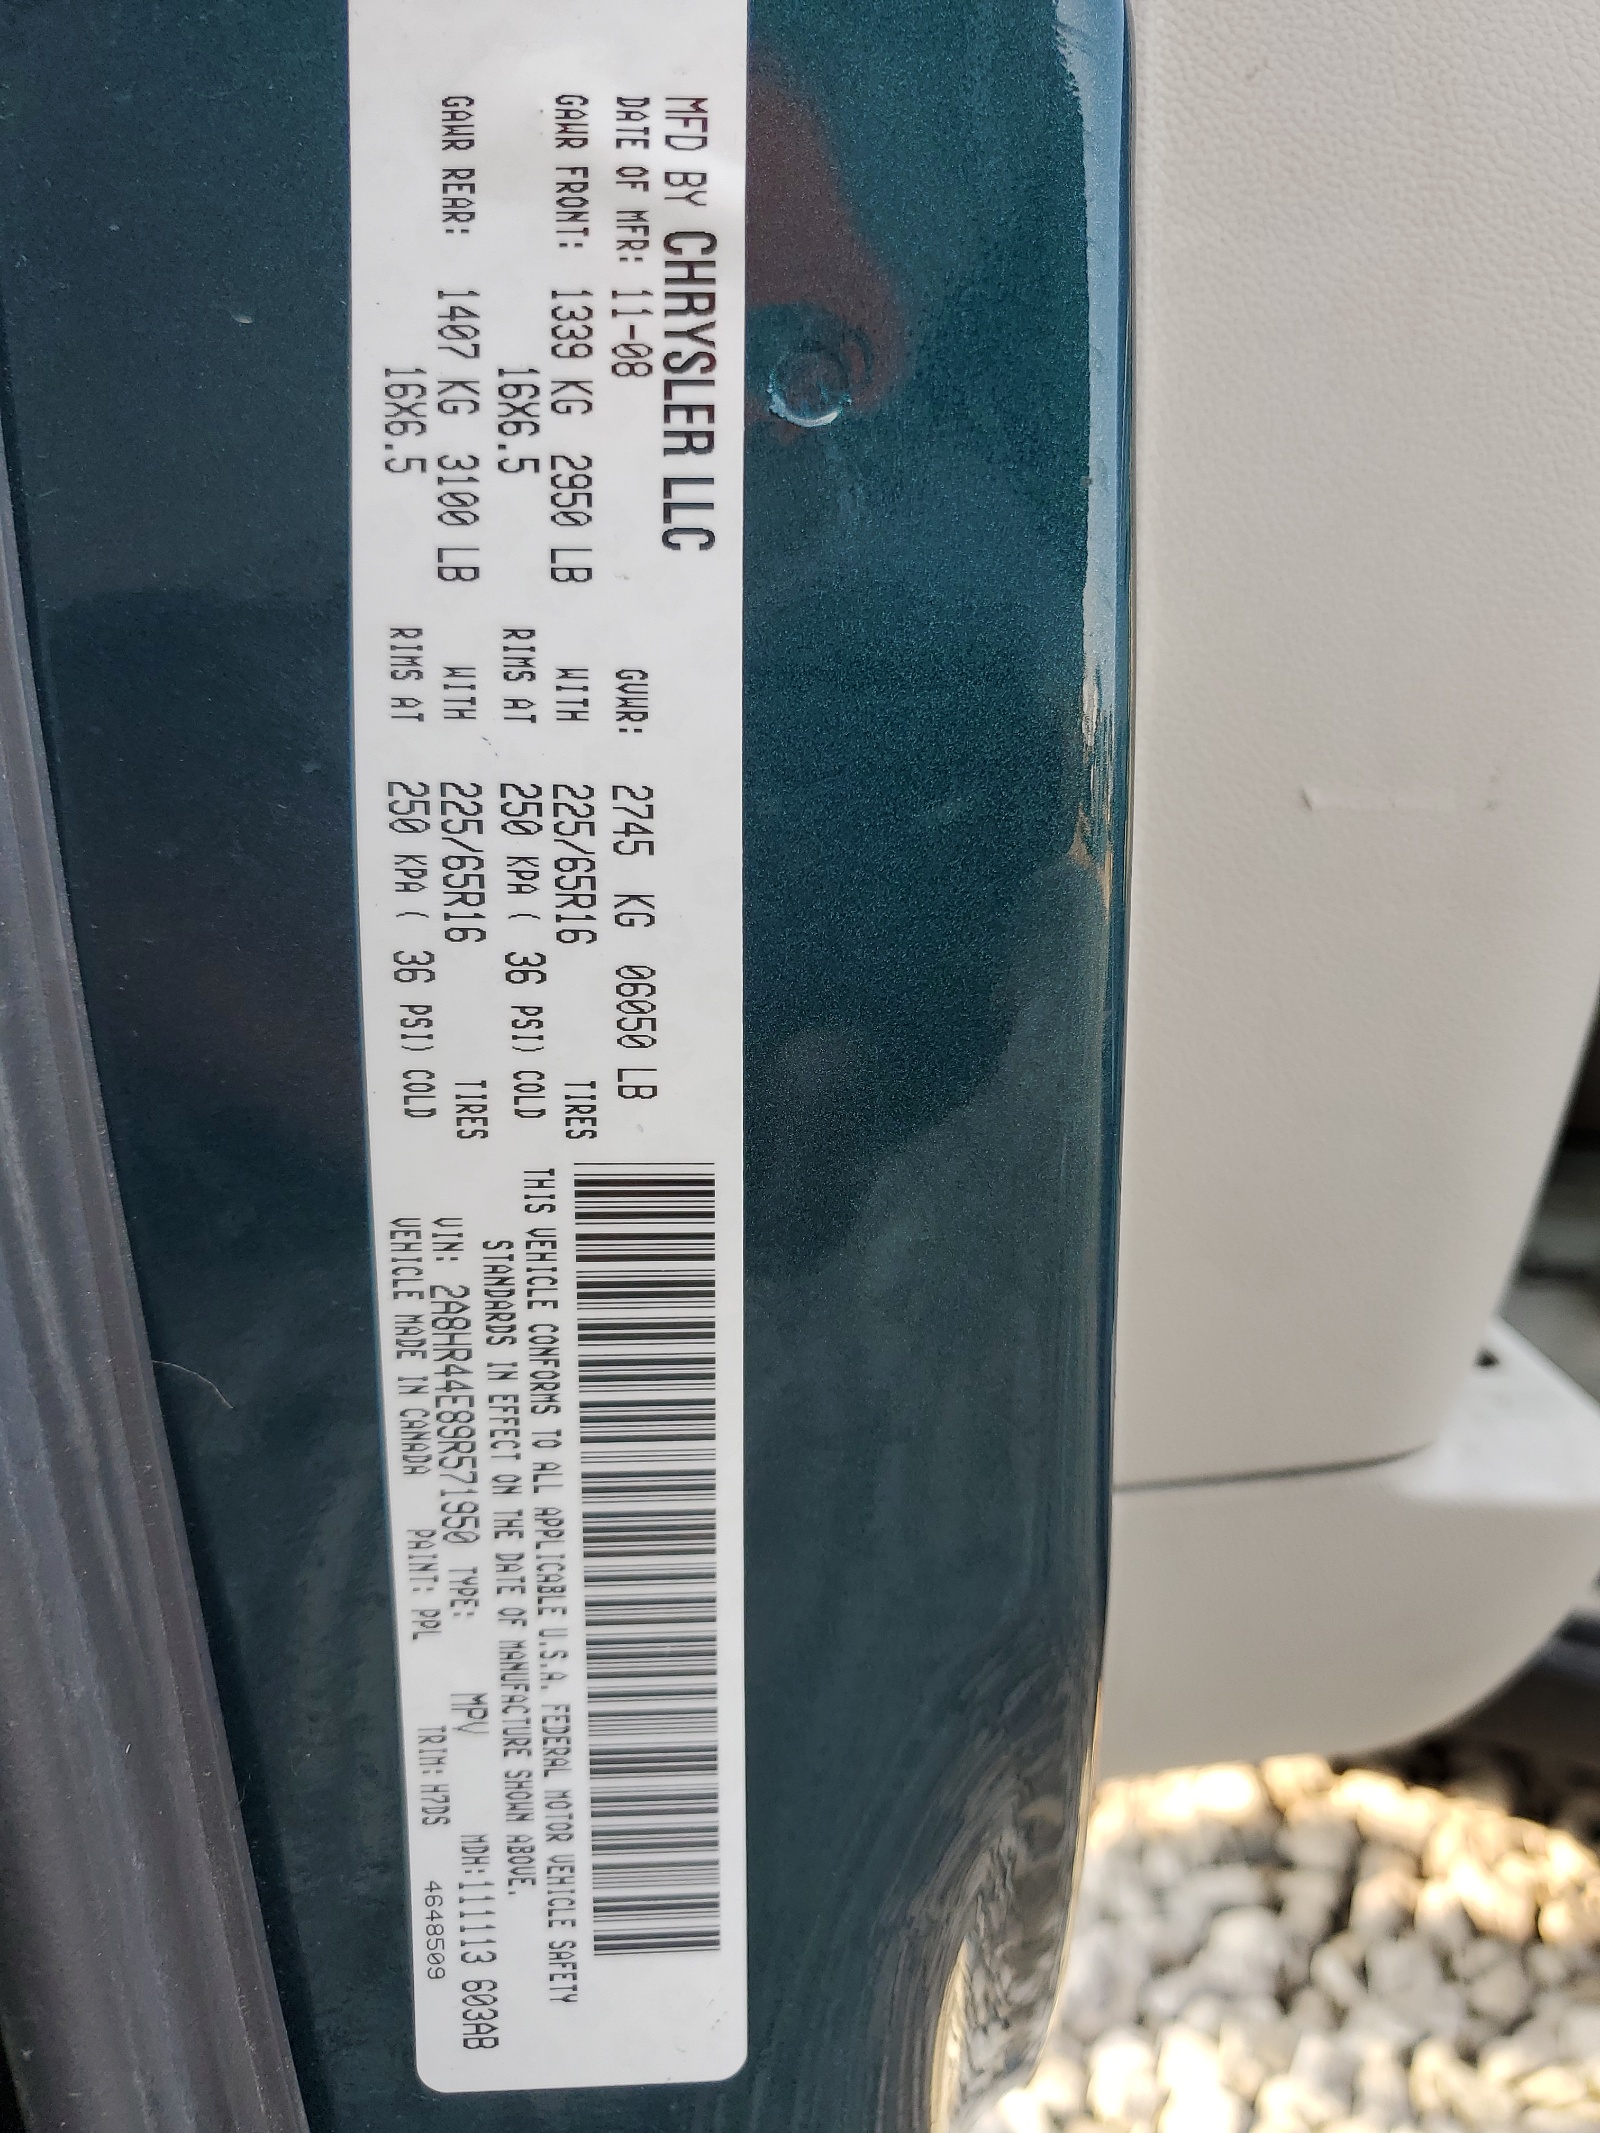 MFD BY CHRYSLER LLC
DATE OF MFR: 11-08 GVWR: 2745 KG 06050 LB
GAWR FRONT: 1339 KG 2950 LB WITH 225/65R16 TIRES
16X6.5 RIMS AT 250 KPA ( 36 PSI) COLD
GAWR REAR: 1407 KG 3100 LB WITH 225/65R16 TIRES
16X6.5 RIMS AT 250 KPA ( 36 PSI) COLD
THIS VEHICLE CONFORMS TO ALL APPLICABLE U.S.A. FEDERAL MOTOR VEHICLE SAFETY
STANDARDS IN EFFECT ON THE DATE OF MANUFACTURE SHOWN ABOVE.
VIN: 2A8HR44E89R571950 TYPE: MPV MDH:111113 603AB
VEHICLE MADE IN CANADA PAINT: PPL TRIM: H7DS 4648509